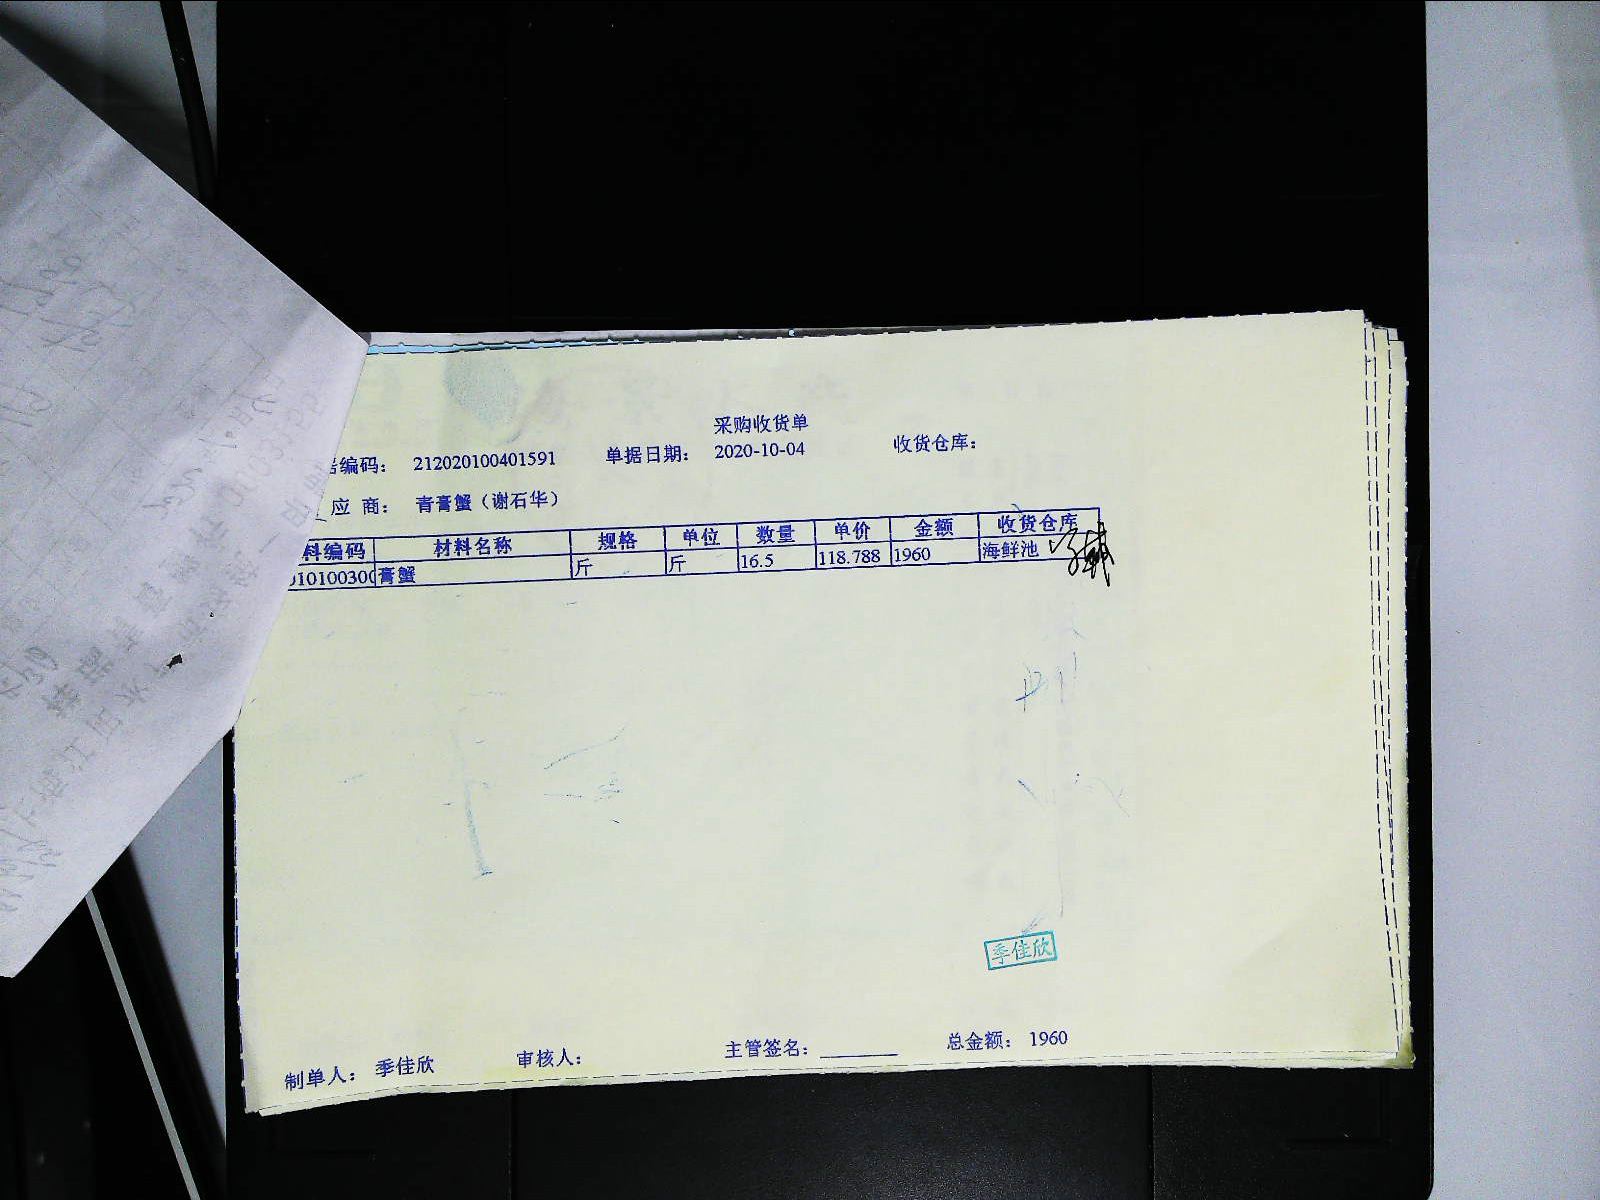 采购收货单
编码： 212020100401591 单据日期： 2020-10-04 收货仓库：
应 商： 青膏蟹（谢石华）
料编码 材料名称 规格 单位 数量 单价 金额 收货仓库
010100300 膏蟹 斤 斤 16.5 118.788 1960 海鲜池
季佳欣
制单人： 季佳欣 审核人： 主管签名：________ 总金额： 1960